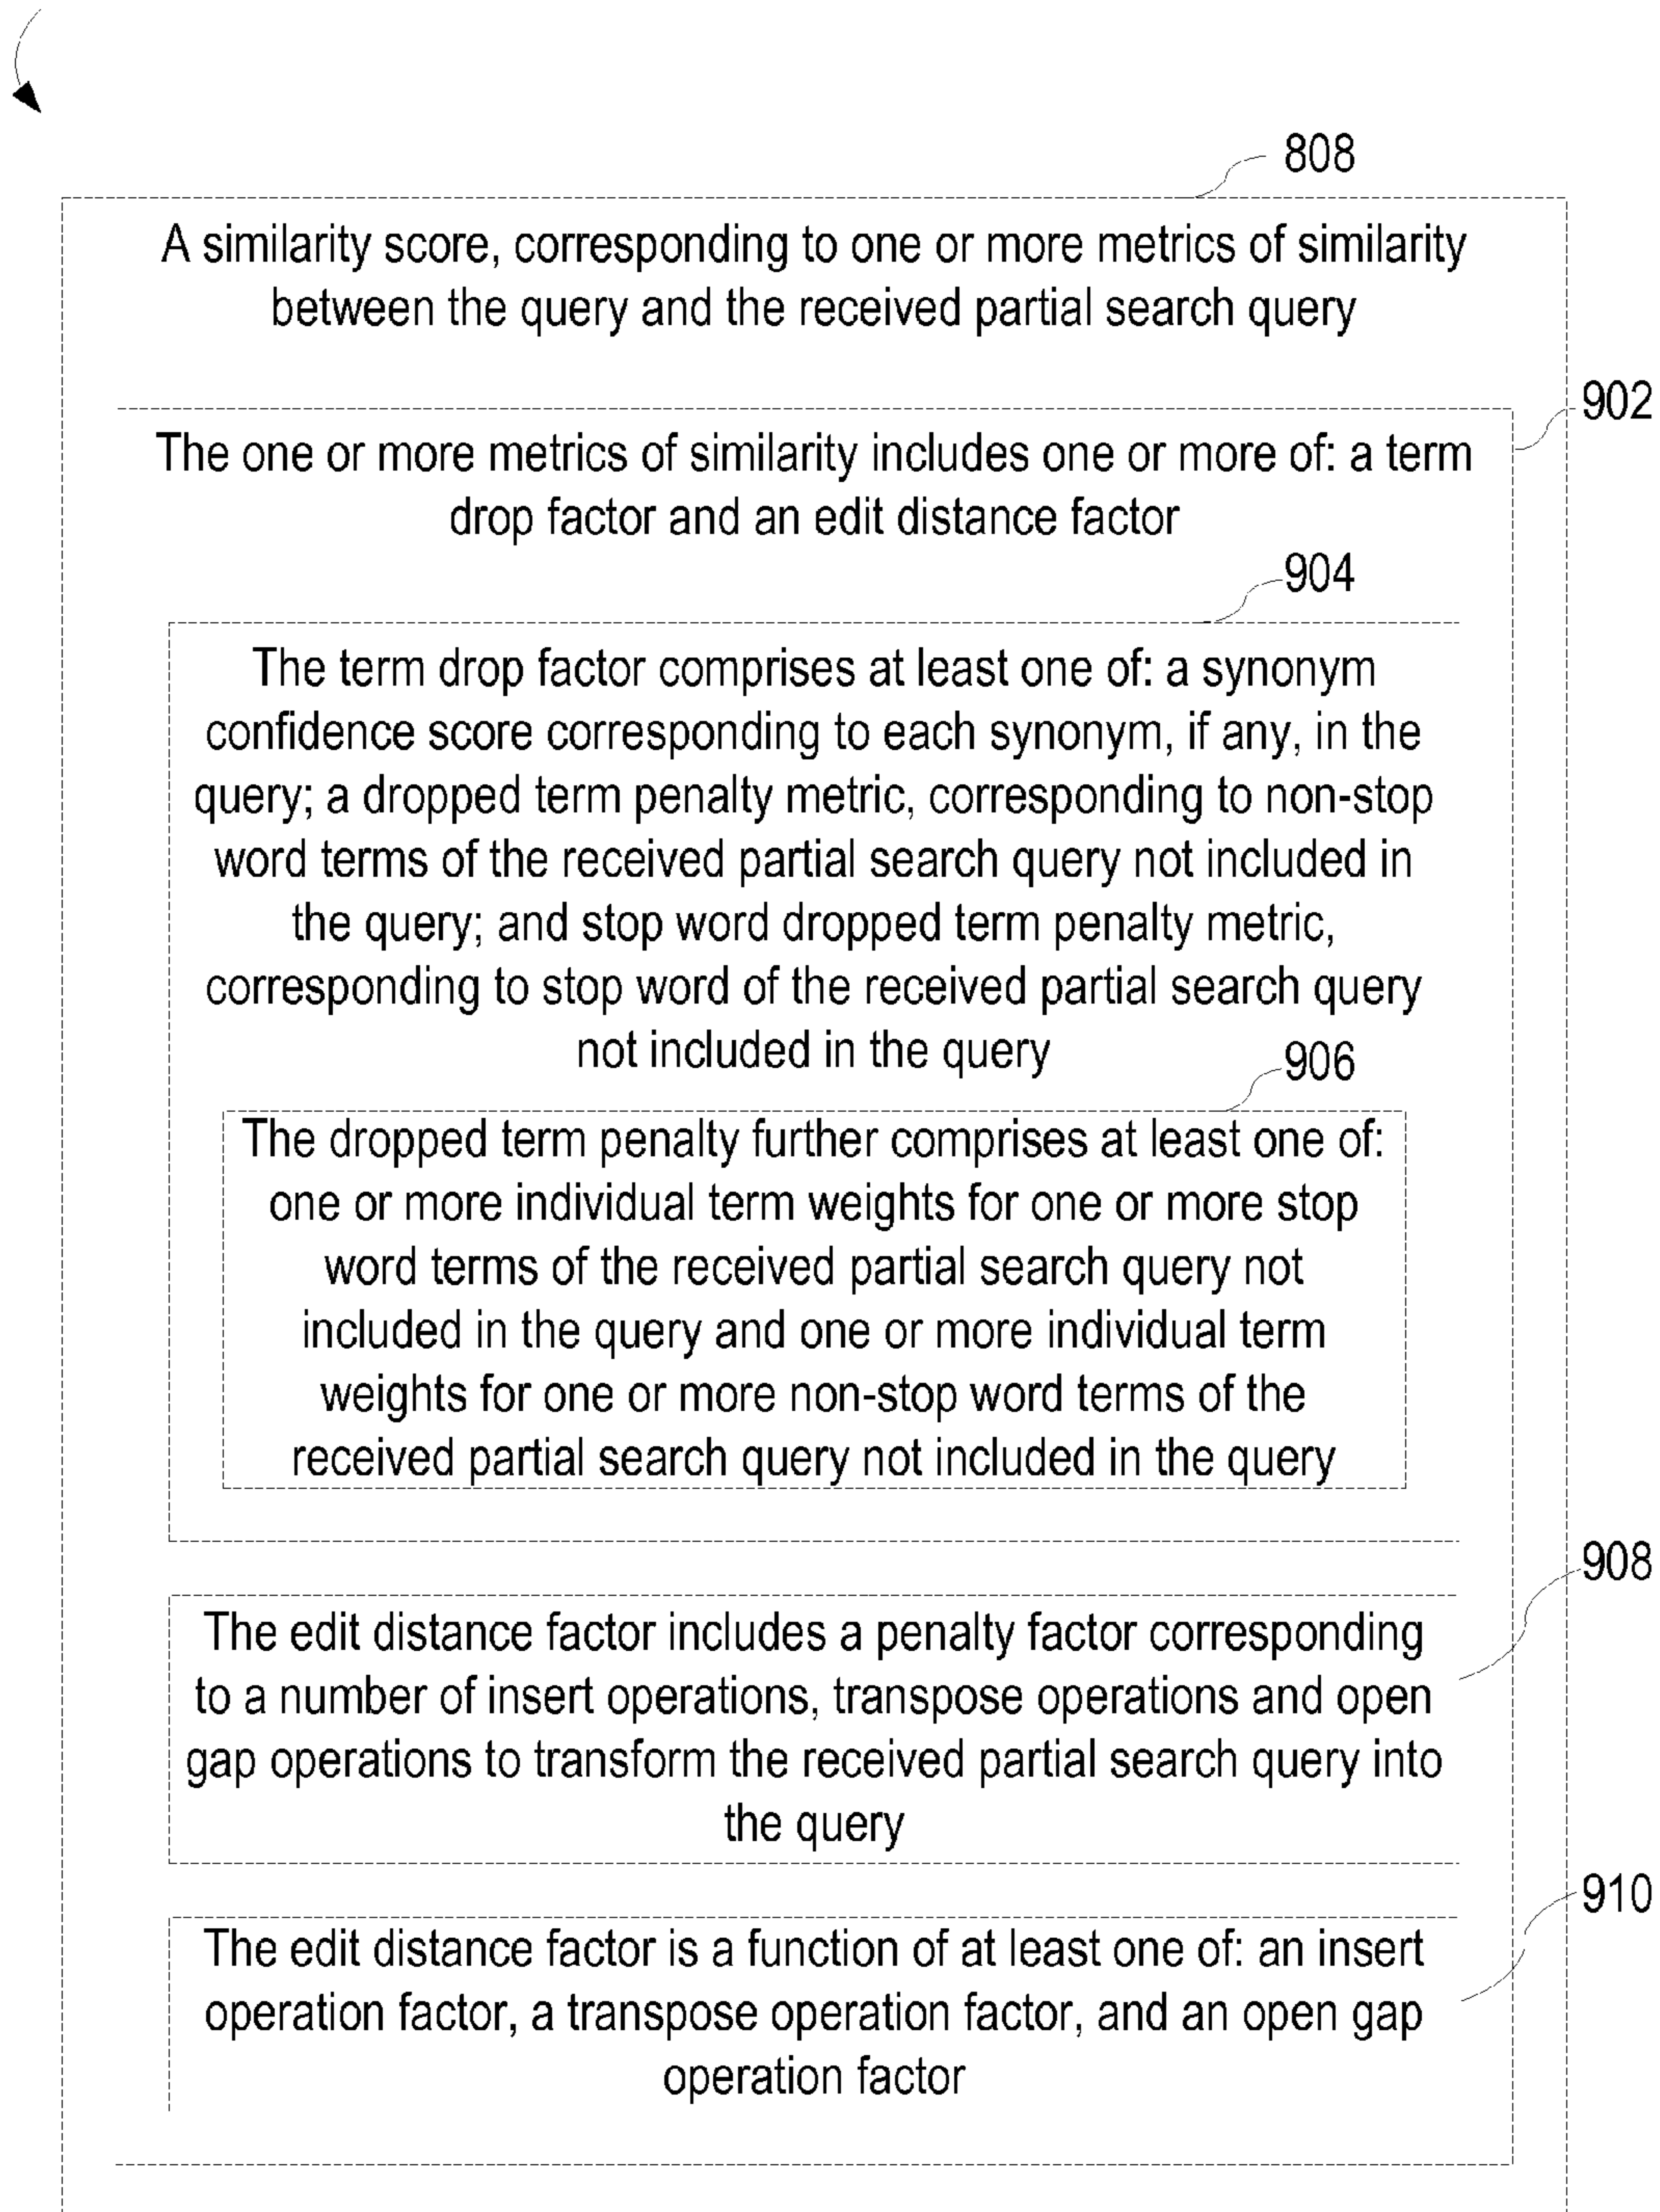 808
A similarity score, corresponding to one or more metrics of similarity
between the query and the received partial search query
902
The one or more metrics of similarity includes one or more of: a term
drop factor and an edit distance factor
904
The term drop factor comprises at least one of: a synonym
confidence score corresponding to each synonym, if any, in the
query; a dropped term penalty metric, corresponding to non-stop
word terms of the received partial search query not included in
the query; and stop word dropped term penalty metric,
corresponding to stop word of the received partial search query
not included in the query
906
The dropped term penalty further comprises at least one of:
one or more individual term weights for one or more stop
word terms of the received partial search query not
included in the query and one or more individual term
weights for one or more non-stop word terms of the
received partial search query not included in the query
908
The edit distance factor includes a penalty factor corresponding
to a number of insert operations, transpose operations and open
gap operations to transform the received partial search query into
the query
910
The edit distance factor is a function of at least one of: an insert
operation factor, a transpose operation factor, and an open gap
operation factor